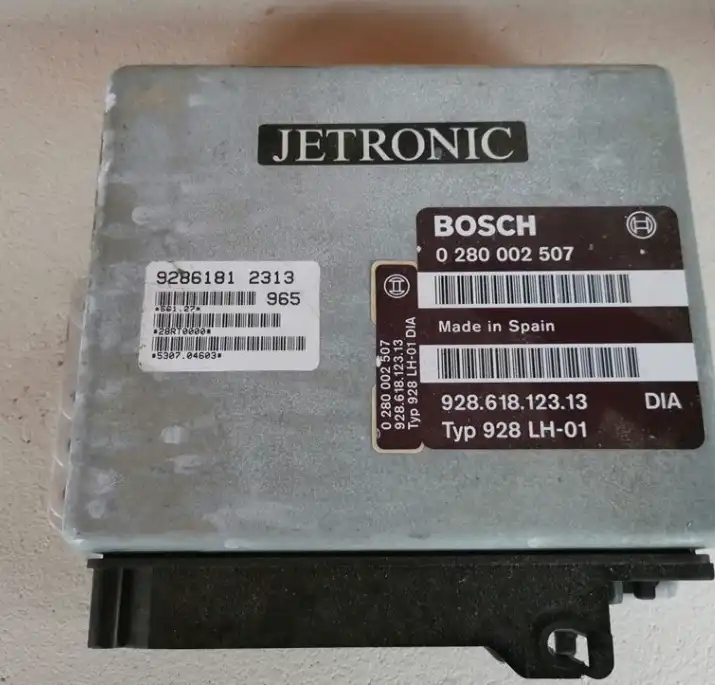 JETRONIC
BOSCH
0 280 002 507
Made in Spain
928.618.123.13 DIA
Typ 928 LH-01
0 280 002 507
928.618.123.13
Typ 928 LH-01 DIA
9286181 2313
965
*28RT0000*
*5307.04603*